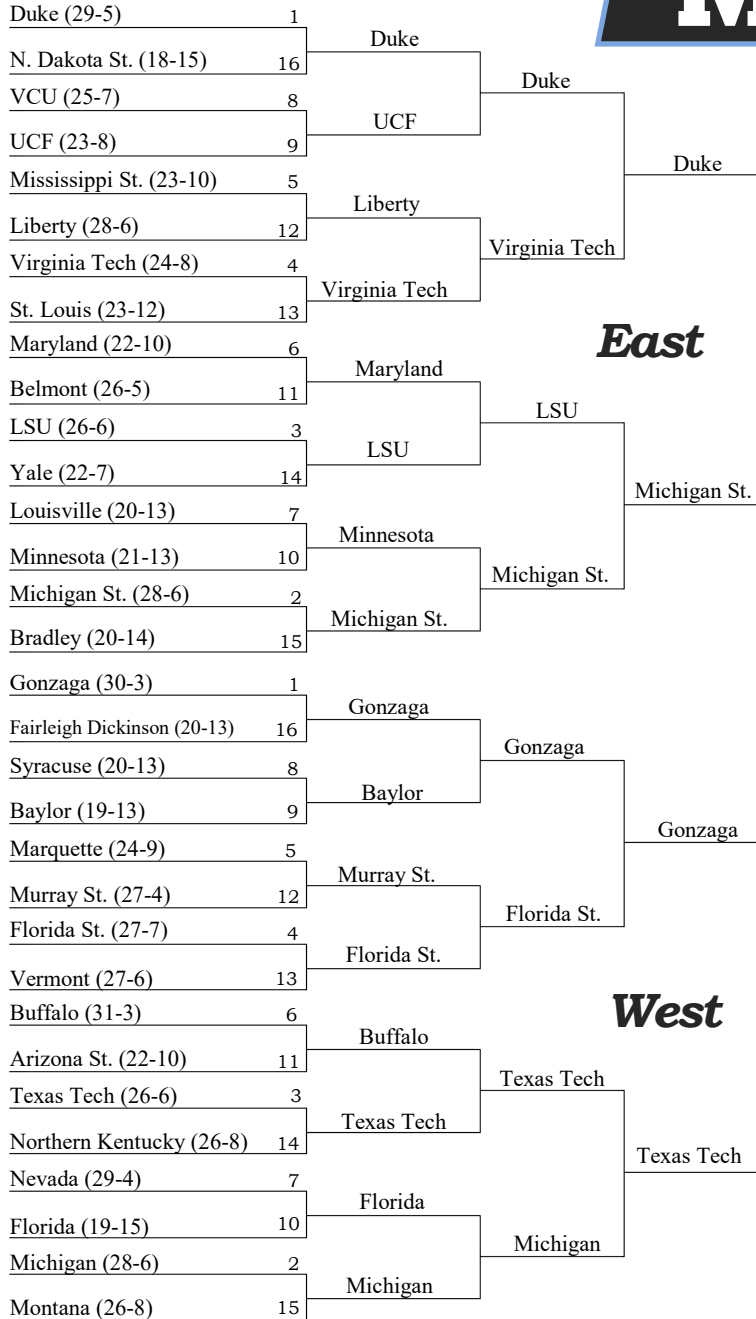 M
Duke (29-5) 1
N. Dakota St. (18-15) 16
VCU (25-7) 8
UCF (23-8) 9
Mississippi St. (23-10) 5
Liberty (28-6) 12
Virginia Tech (24-8) 4
St. Louis (23-12) 13
Maryland (22-10) 6
Belmont (26-5) 11
LSU (26-6) 3
Yale (22-7) 14
Louisville (20-13) 7
Minnesota (21-13) 10
Michigan St. (28-6) 2
Bradley (20-14) 15
Duke
UCF
Liberty
Virginia Tech
Maryland
LSU
Minnesota
Michigan St.
Duke
Virginia Tech
LSU
Michigan St.
Duke
Michigan St.
East
Gonzaga (30-3) 1
Fairleigh Dickinson (20-13) 16
Syracuse (20-13) 8
Baylor (19-13) 9
Marquette (24-9) 5
Murray St. (27-4) 12
Florida St. (27-7) 4
Vermont (27-6) 13
Buffalo (31-3) 6
Arizona St. (22-10) 11
Texas Tech (26-6) 3
Northern Kentucky (26-8) 14
Nevada (29-4) 7
Florida (19-15) 10
Michigan (28-6) 2
Montana (26-8) 15
Gonzaga
Baylor
Murray St.
Florida St.
Buffalo
Texas Tech
Florida
Michigan
Gonzaga
Florida St.
Texas Tech
Michigan
Gonzaga
Texas Tech
West